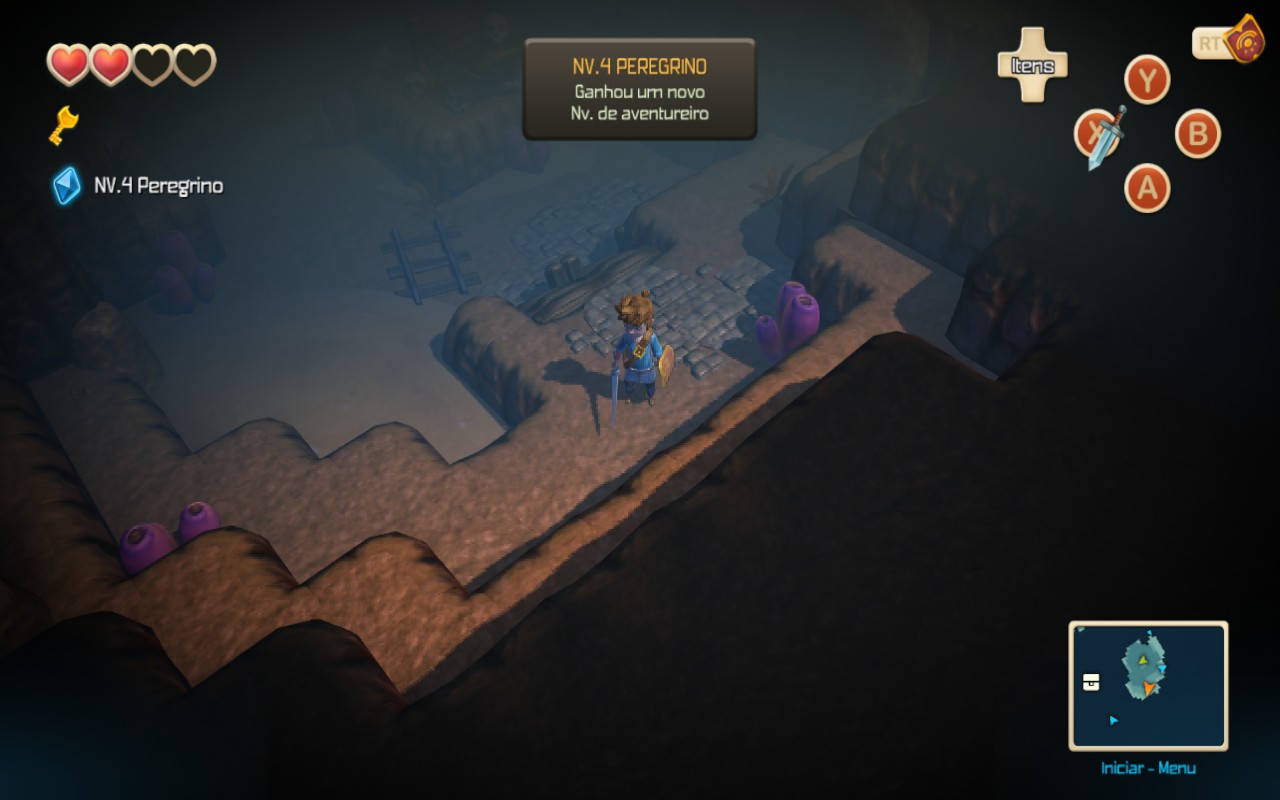 NV.4 PEREGRINO
Ganhou um novo
Nv. de aventureiro
Itens
RT
Y
X
B
A
NV.4 Peregrino
Iniciar - Menu